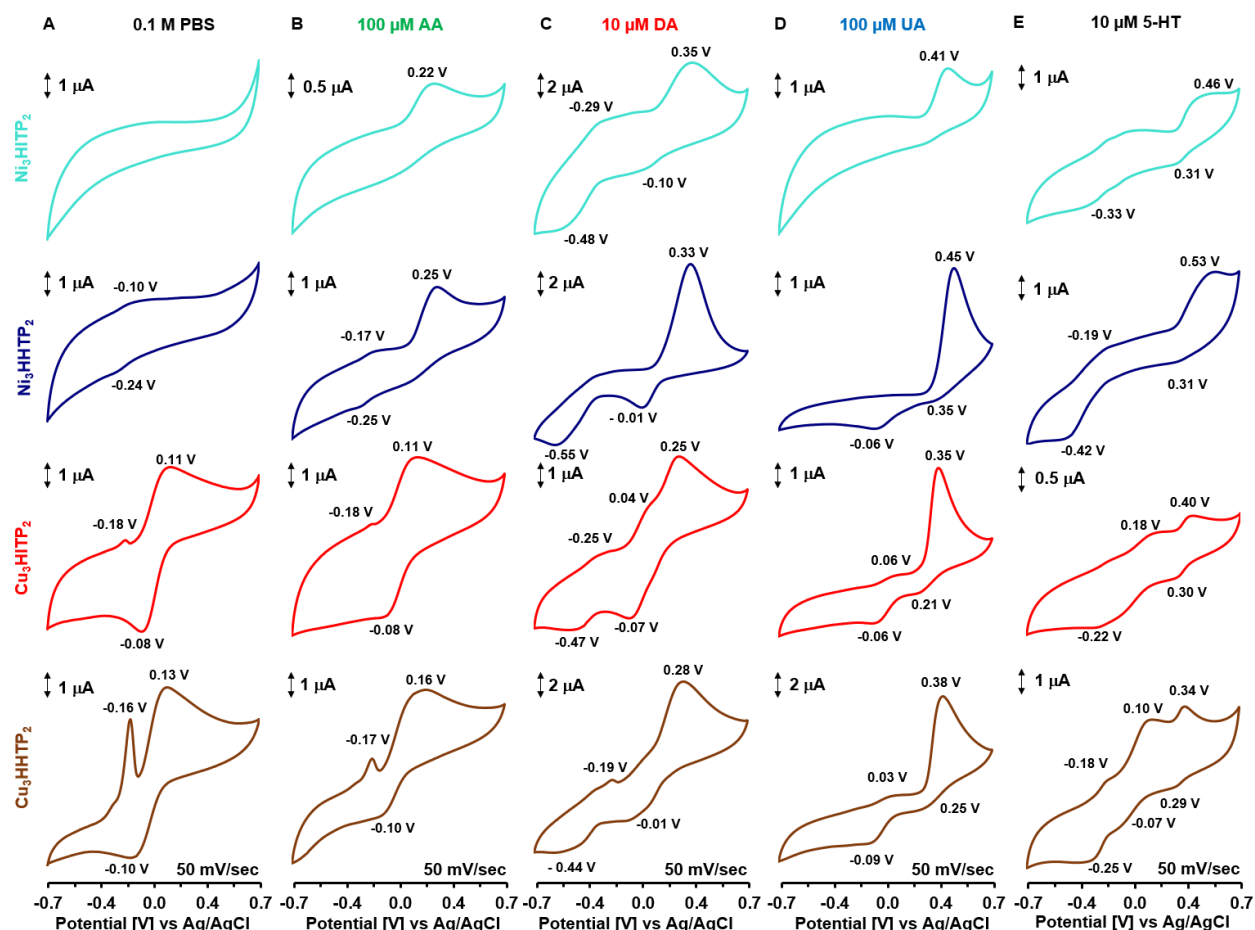 A 0.1 M PBS
B 100 µM AA
C 10 µM DA
D 100 µM UA
E 10 µM 5-HT
Ni3HITP2
1 µA
0.5 µA
0.22 V
2 µA
-0.29 V
0.35 V
-0.10 V
-0.48 V
1 µA
0.41 V
1 µA
0.46 V
0.31 V
-0.33 V
Ni3HHTP2
1 µA
-0.10 V
-0.24 V
1 µA
-0.17 V
0.25 V
-0.25 V
2 µA
0.33 V
- 0.01 V
-0.55 V
1 µA
0.45 V
0.35 V
-0.06 V
1 µA
0.53 V
-0.19 V
0.31 V
-0.42 V
Cu3HITP2
1 µA
0.11 V
-0.18 V
-0.08 V
1 µA
0.11 V
-0.18 V
-0.08 V
1 µA
0.25 V
0.04 V
-0.25 V
-0.07 V
-0.47 V
1 µA
0.35 V
0.06 V
0.21 V
-0.06 V
0.5 µA
0.40 V
0.18 V
0.30 V
-0.22 V
Cu3HHTP2
1 µA
0.13 V
-0.16 V
-0.10 V
50 mV/sec
1 µA
0.16 V
-0.17 V
-0.10 V
50 mV/sec
2 µA
0.28 V
-0.19 V
-0.01 V
- 0.44 V
50 mV/sec
2 µA
0.38 V
0.03 V
0.25 V
-0.09 V
50 mV/sec
1 µA
0.34 V
0.10 V
-0.18 V
0.29 V
-0.07 V
-0.25 V
50 mV/sec
-0.7 -0.4 0.0 0.4 0.7
Potential [V] vs Ag/AgCl
-0.7 -0.4 0.0 0.4 0.7
Potential [V] vs Ag/AgCl
-0.7 -0.4 0.0 0.4 0.7
Potential [V] vs Ag/AgCl
-0.7 -0.4 0.0 0.4 0.7
Potential [V] vs Ag/AgCl
-0.7 -0.4 0.0 0.4 0.7
Potential [V] vs Ag/AgCl